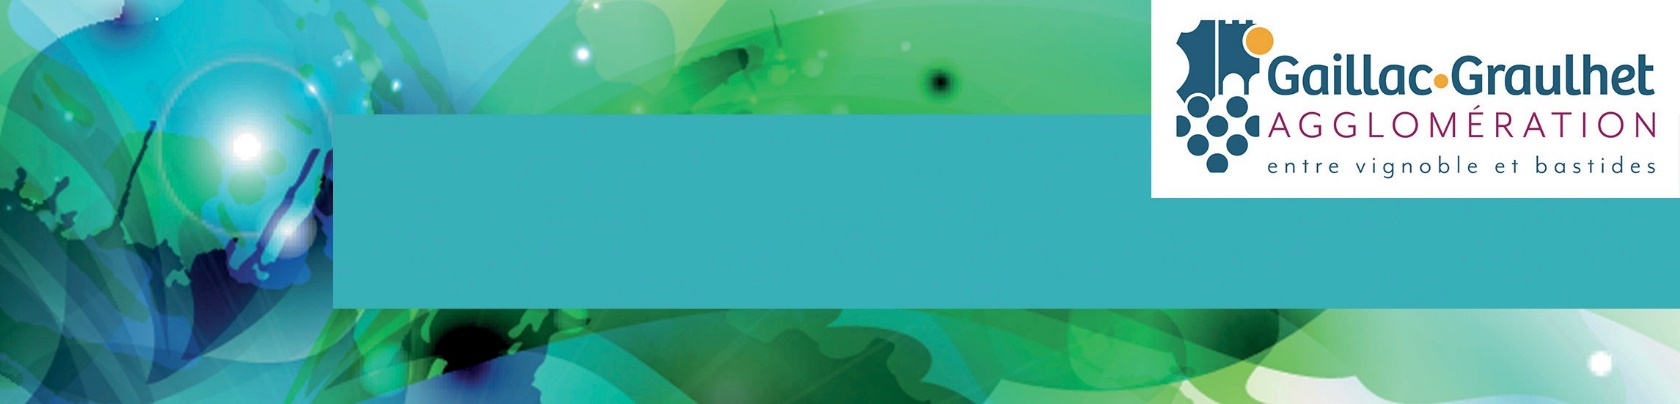 Gaillac•Graulhet
AGGLOMÉRATION
entre vignoble et bastides